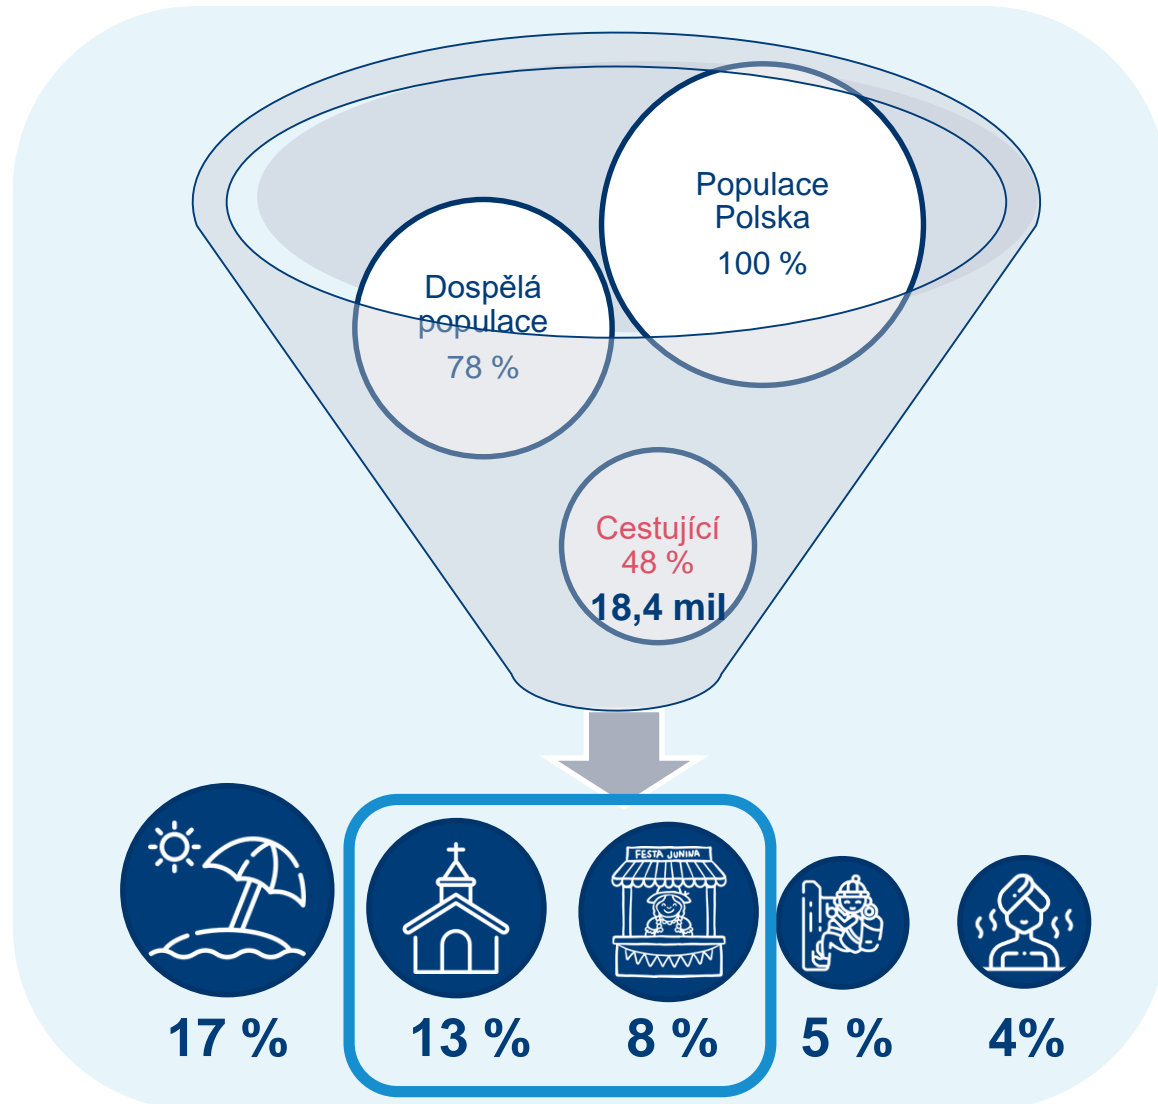 Populace
Polska
100 %
Dospělá
populace
78 %
Cestující
48 %
18,4 mil
FESTA JUNINA
17 %
13 %
8 %
5 %
4%